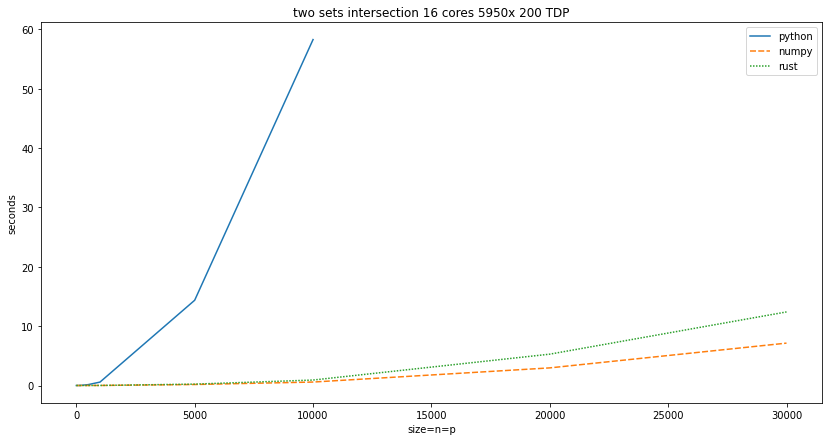 two sets intersection 16 cores 5950x 200 TDP
python
numpy
rust
seconds
60
50
40
30
20
10
0
0 5000 10000 15000 20000 25000 30000
size=n=p